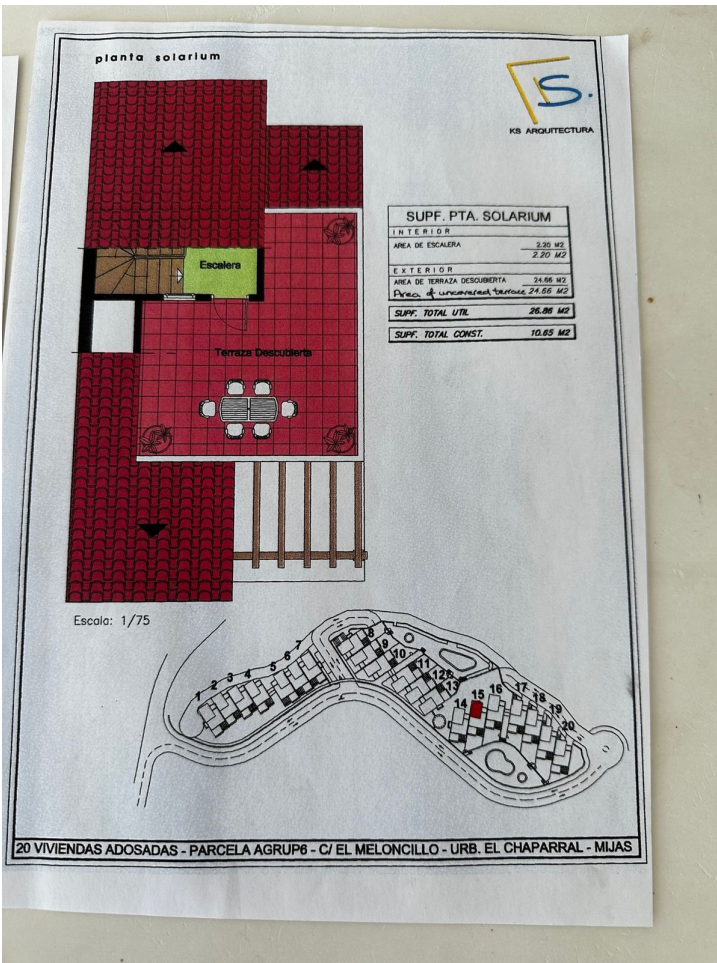 planta solarium
S.
KS ARQUITECTURA
SUPF. PTA. SOLARIUM
INTERIOR
AREA DE ESCALERA 2.20 M2
2.20 M2
EXTERIOR
AREA DE TERRAZA DESCUBIERTA 24.66 M2
Area of uncovered terrace 24.66 M2
SUPF. TOTAL UTIL 26.86 M2
SUPF. TOTAL CONST. 10.65 M2
Escalera
Terraza Descubierta
Escala: 1/75
1 2 3 4 5 6 7 8 9 10 11 12B 13 14 15 16 17 18 19 20
20 VIVIENDAS ADOSADAS - PARCELA AGRUP6 - C/ EL MELONCILLO - URB. EL CHAPARRAL - MIJAS